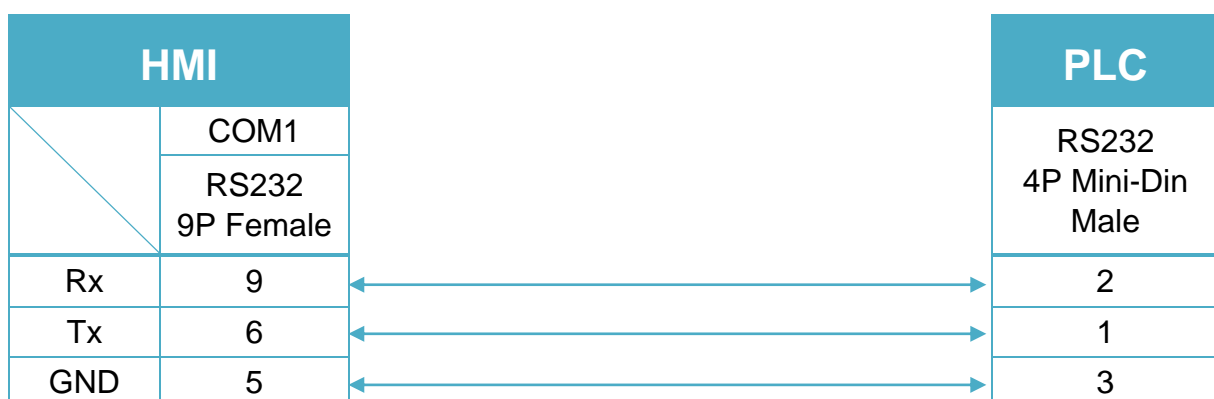 HMI
PLC
COM1
RS232
9P Female
RS232
4P Mini-Din
Male
Rx 9 2
Tx 6 1
GND 5 3